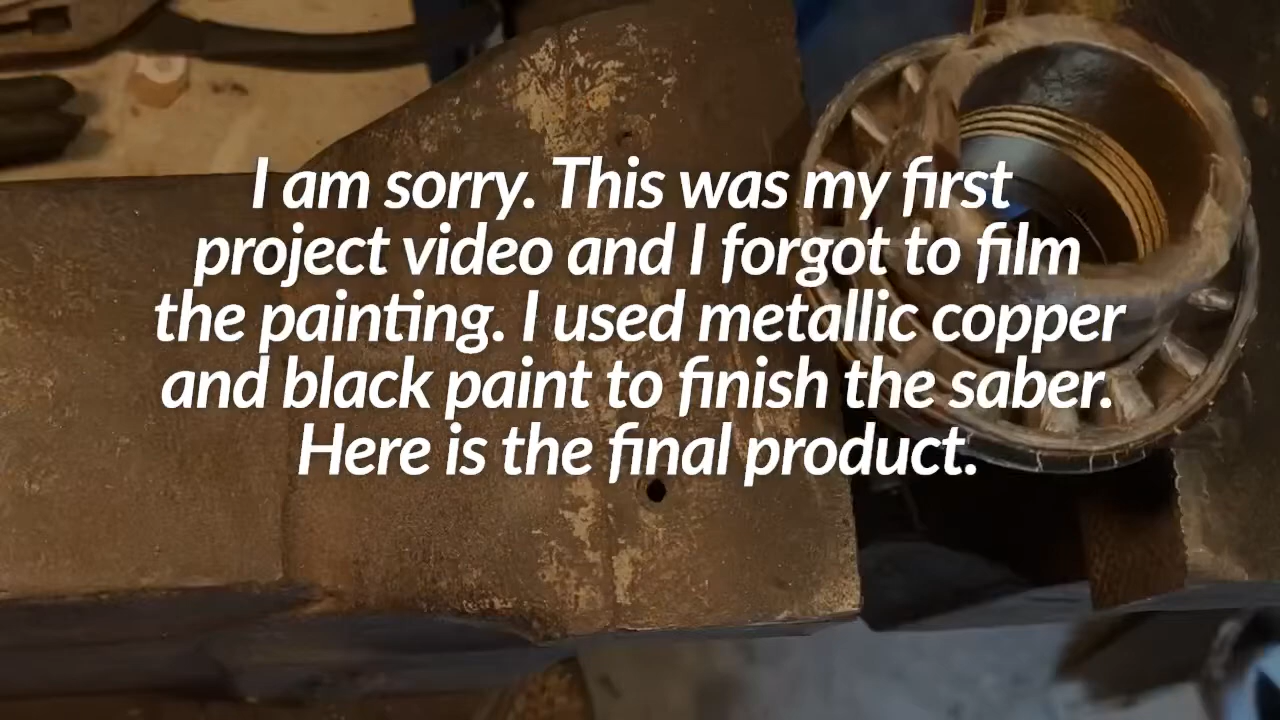 I am sorry. This was my first
project video and I forgot to film
the painting. I used metallic copper
and black paint to finish the saber.
Here is the final product.